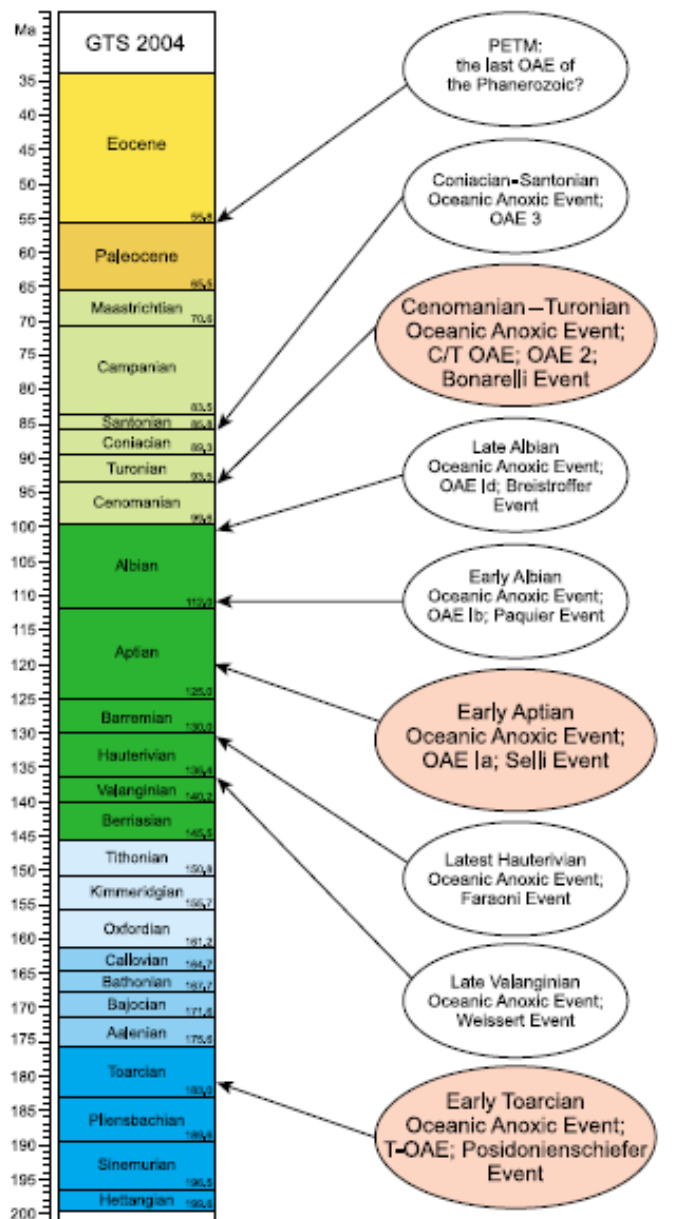 Ma
GTS 2004
35
40
45
50
55
60
65
70
75
80
85
90
95
100
105
110
115
120
125
130
135
140
145
150
155
160
165
170
175
180
185
190
195
200
Eocene
55,8
Paleocene
65,5
Maastrichtian
70,6
Campanian
83,5
Santonian
85,8
Coniacian
89,3
Turonian
93,5
Cenomanian
99,6
Albian
112,0
Aptian
125,0
Barremian
130,0
Hauterivian
136,4
Valanginian
140,2
Berriasian
145,5
Tithonian
150,8
Kimmeridgian
155,7
Oxfordian
161,2
Callovian
164,7
Bathonian
167,7
Bajocian
171,6
Aalenian
175,6
Toarcian
183,0
Pliensbachian
189,6
Sinemurian
196,5
Hettangian
199,6
PETM:
the last OAE of
the Phanerozoic?
Coniacian-Santonian
Oceanic Anoxic Event;
OAE 3
Cenomanian–Turonian
Oceanic Anoxic Event;
C/T OAE; OAE 2;
Bonarelli Event
Late Albian
Oceanic Anoxic Event;
OAE Id; Breistroffer
Event
Early Albian
Oceanic Anoxic Event;
OAE Ib; Paquier Event
Early Aptian
Oceanic Anoxic Event;
OAE Ia; Selli Event
Latest Hauterivian
Oceanic Anoxic Event;
Faraoni Event
Late Valanginian
Oceanic Anoxic Event;
Weissert Event
Early Toarcian
Oceanic Anoxic Event;
T-OAE; Posidonienschiefer
Event